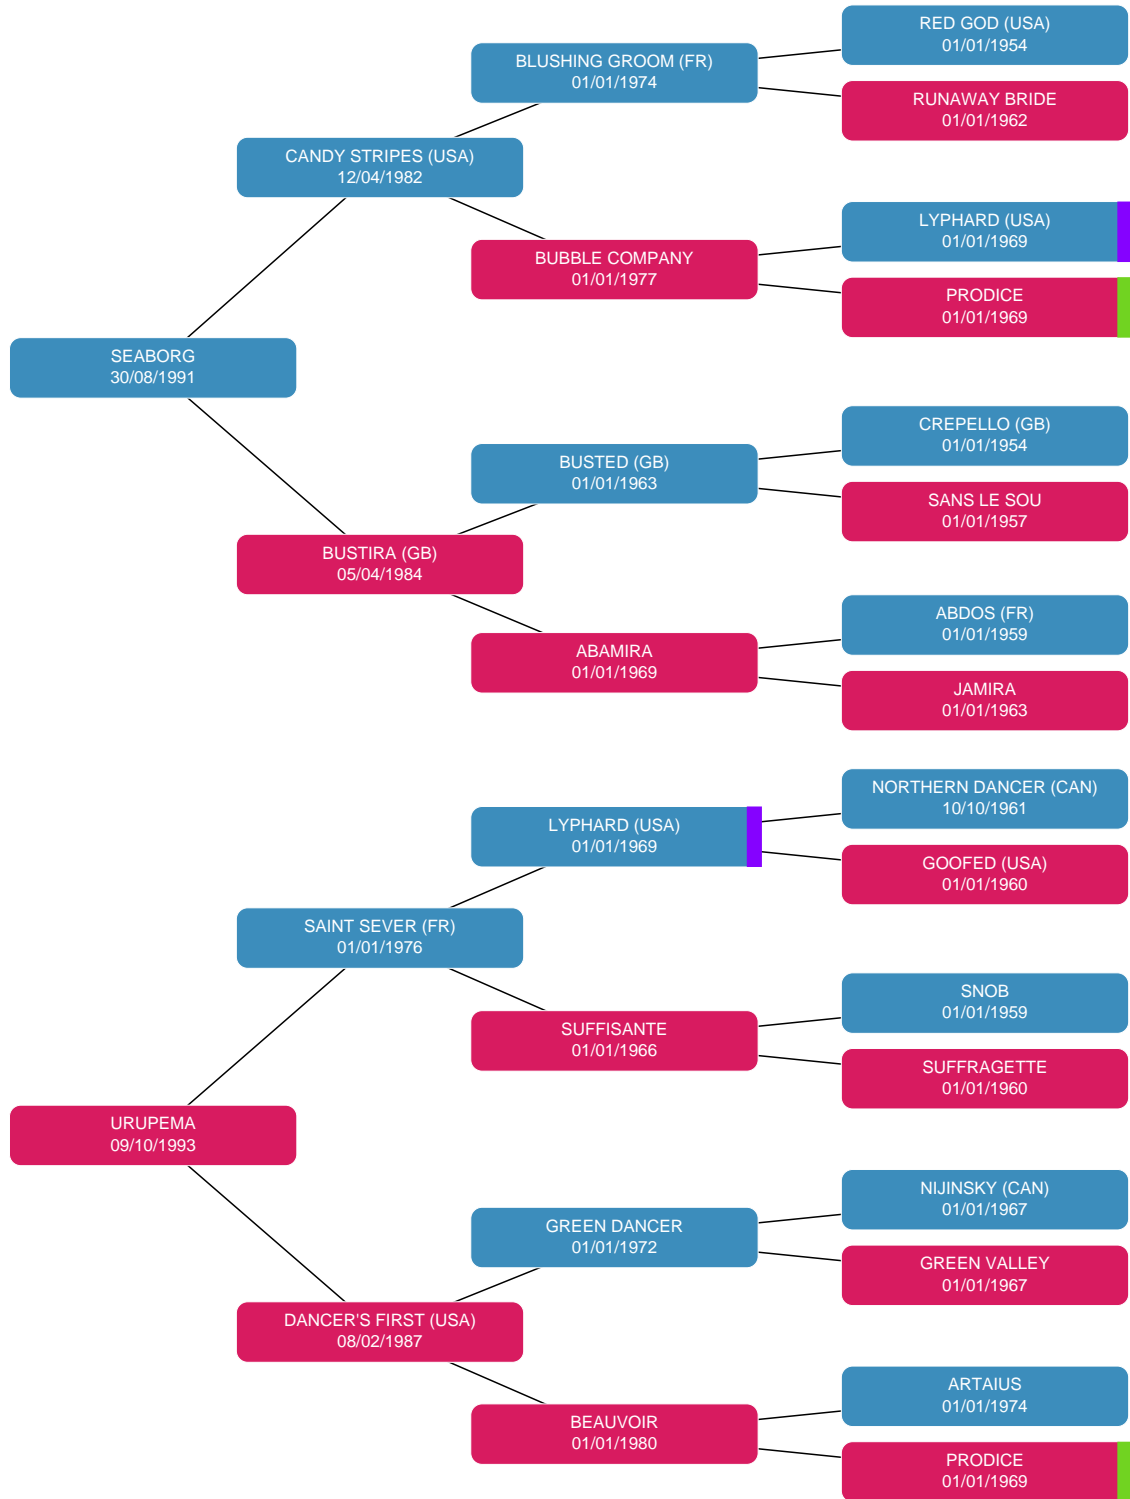 RED GOD (USA)
01/01/1954
BLUSHING GROOM (FR)
01/01/1974
RUNAWAY BRIDE
01/01/1962
CANDY STRIPES (USA)
12/04/1982
LYPHARD (USA)
01/01/1969
BUBBLE COMPANY
01/01/1977
PRODICE
01/01/1969
SEABORG
30/08/1991
CREPELLO (GB)
01/01/1954
BUSTED (GB)
01/01/1963
SANS LE SOU
01/01/1957
BUSTIRA (GB)
05/04/1984
ABDOS (FR)
01/01/1959
ABAMIRA
01/01/1969
JAMIRA
01/01/1963
NORTHERN DANCER (CAN)
10/10/1961
LYPHARD (USA)
01/01/1969
GOOFED (USA)
01/01/1960
SAINT SEVER (FR)
01/01/1976
SNOB
01/01/1959
SUFFISANTE
01/01/1966
SUFFRAGETTE
01/01/1960
URUPEMA
09/10/1993
NIJINSKY (CAN)
01/01/1967
GREEN DANCER
01/01/1972
GREEN VALLEY
01/01/1967
DANCER'S FIRST (USA)
08/02/1987
ARTAIUS
01/01/1974
BEAUVOIR
01/01/1980
PRODICE
01/01/1969